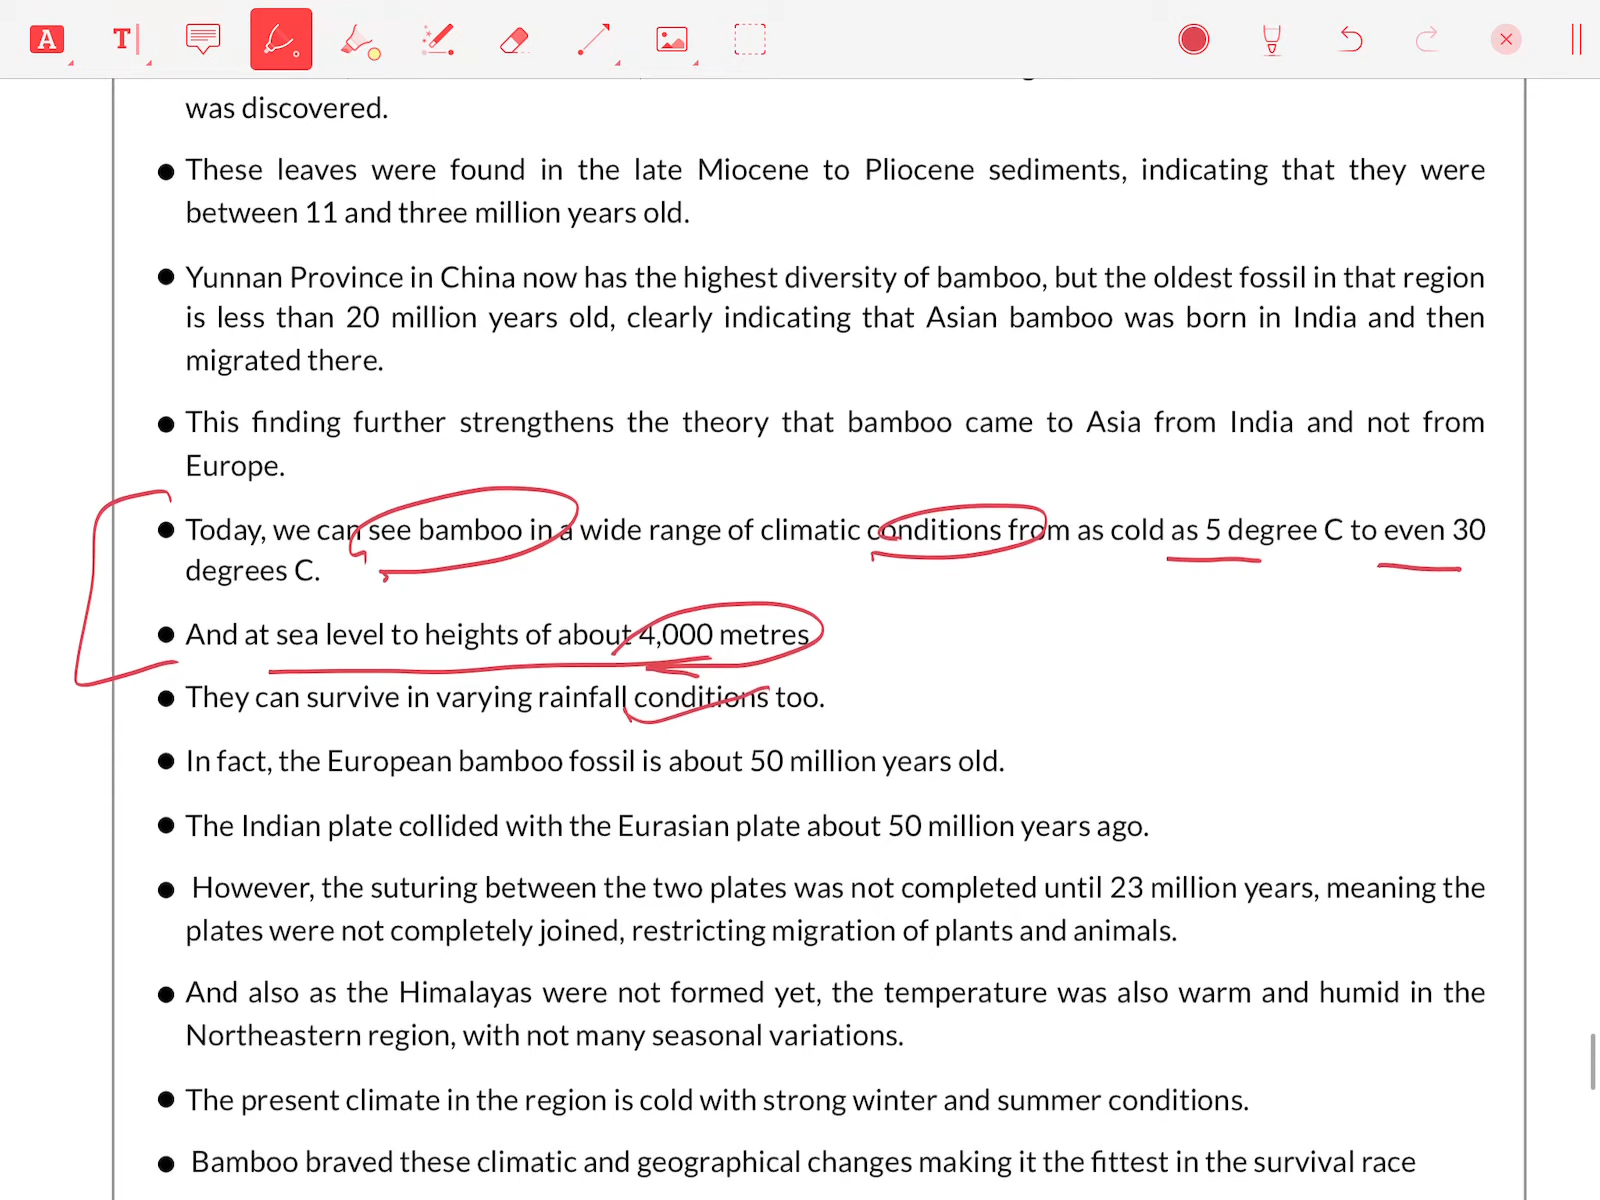 A
T
was discovered.
● These leaves were found in the late Miocene to Pliocene sediments, indicating that they were
between 11 and three million years old.
● Yunnan Province in China now has the highest diversity of bamboo, but the oldest fossil in that region
is less than 20 million years old, clearly indicating that Asian bamboo was born in India and then
migrated there.
● This finding further strengthens the theory that bamboo came to Asia from India and not from
Europe.
● Today, we can see bamboo in a wide range of climatic conditions from as cold as 5 degree C to even 30
degrees C.
● And at sea level to heights of about 4,000 metres
● They can survive in varying rainfall conditions too.
● In fact, the European bamboo fossil is about 50 million years old.
● The Indian plate collided with the Eurasian plate about 50 million years ago.
● However, the suturing between the two plates was not completed until 23 million years, meaning the
plates were not completely joined, restricting migration of plants and animals.
● And also as the Himalayas were not formed yet, the temperature was also warm and humid in the
Northeastern region, with not many seasonal variations.
● The present climate in the region is cold with strong winter and summer conditions.
● Bamboo braved these climatic and geographical changes making it the fittest in the survival race